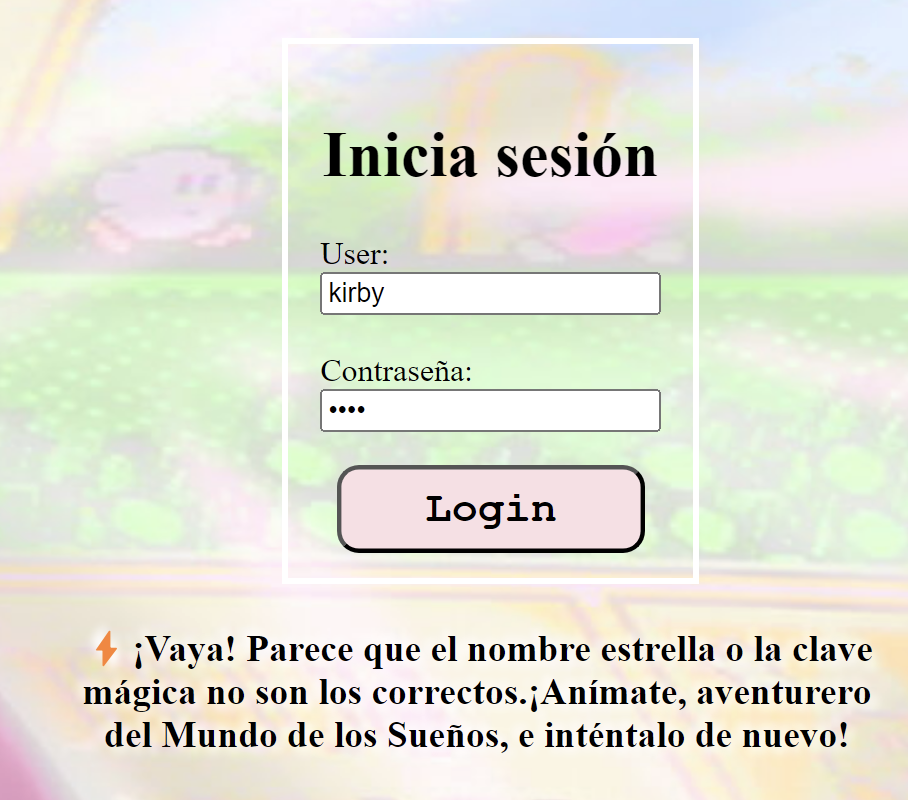 Inicia sesión
User:
kirby
Contraseña:
••••
Login
⚡ ¡Vaya! Parece que el nombre estrella o la clave
mágica no son los correctos.¡Anímate, aventurero
del Mundo de los Sueños, e inténtalo de nuevo!